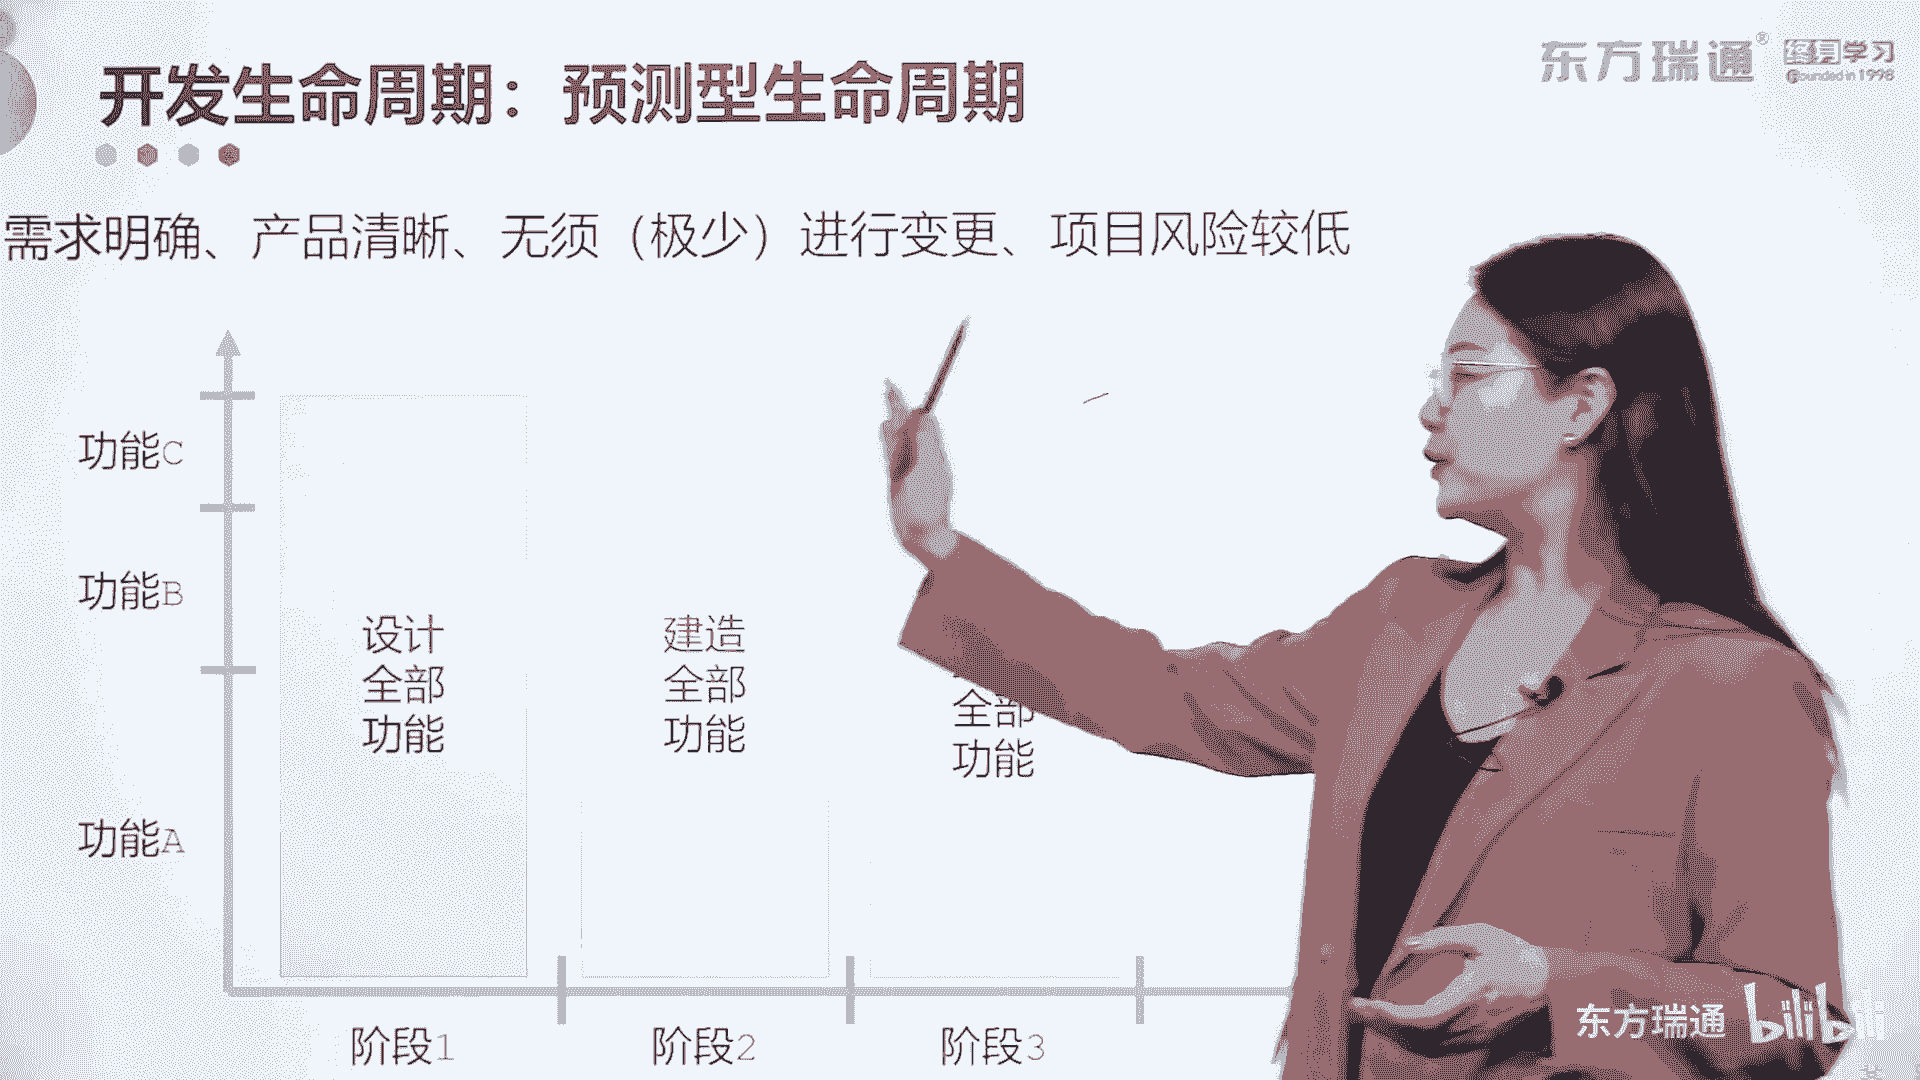 东方瑞通® 终身学习
Founded in 1998
开发生命周期：预测型生命周期
需求明确、产品清晰、无须（极少）进行变更、项目风险较低
功能C
功能B
功能A
设计
全部
功能
建造
全部
功能
全部
功能
阶段1
阶段2
阶段3
东方瑞通 bilibili